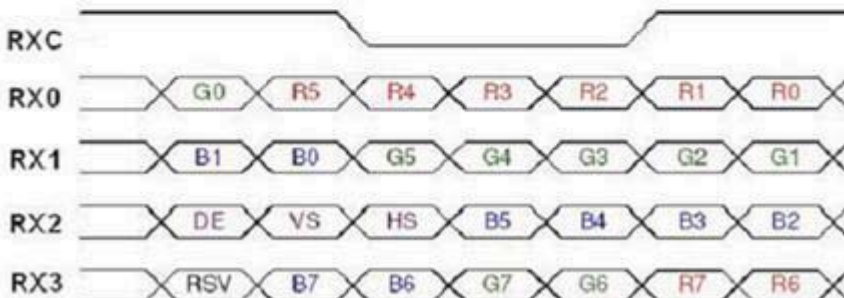 RXC
RX0 G0 R5 R4 R3 R2 R1 R0
RX1 B1 B0 G5 G4 G3 G2 G1
RX2 DE VS HS B5 B4 B3 B2
RX3 RSV B7 B6 G7 G6 R7 R6